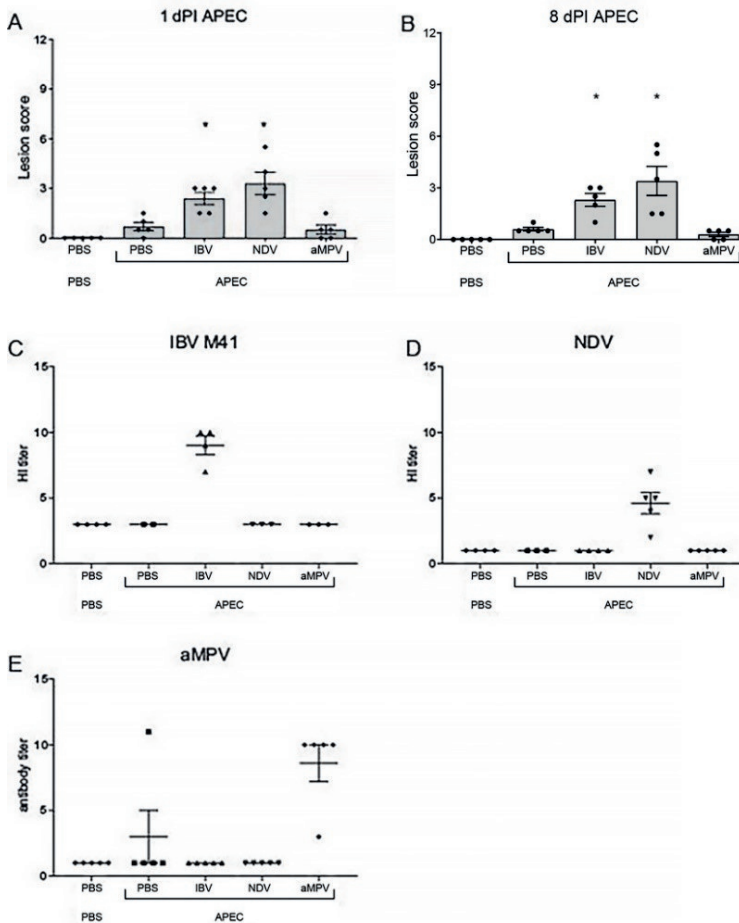 A
1 dPI APEC
12
9
6
3
0
Lesion score
PBS PBS IBV NDV aMPV
PBS APEC
B
8 dPI APEC
12
9
6
3
0
Lesion score
* *
PBS PBS IBV NDV aMPV
PBS APEC
C
IBV M41
15
10
5
0
HI titer
PBS PBS IBV NDV aMPV
PBS APEC
D
NDV
15
10
5
0
HI titer
PBS PBS IBV NDV aMPV
PBS APEC
E
aMPV
15
10
5
0
antibody titer
PBS PBS IBV NDV aMPV
PBS APEC